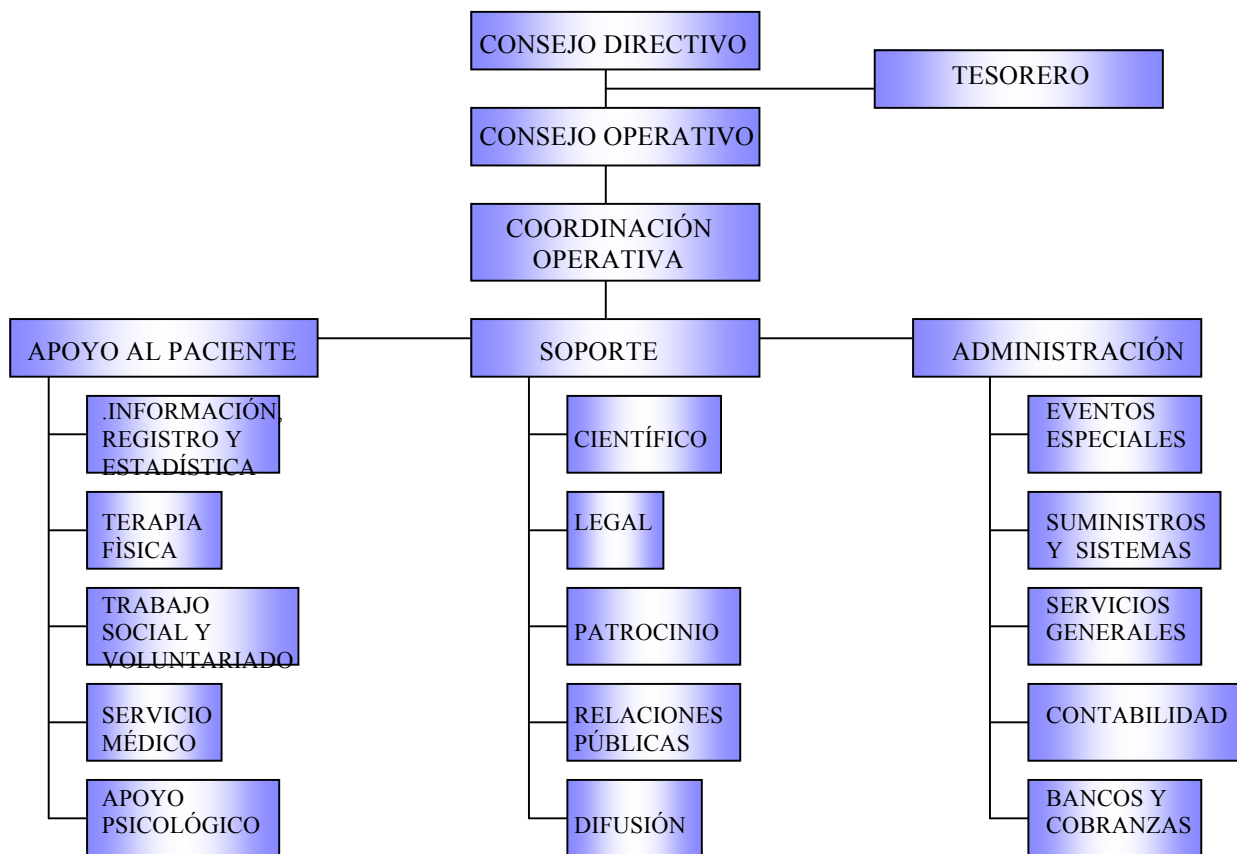 CONSEJO DIRECTIVO
TESORERO
CONSEJO OPERATIVO
COORDINACIÓN
OPERATIVA
APOYO AL PACIENTE
SOPORTE
ADMINISTRACIÓN
.INFORMACIÓN,
REGISTRO Y
ESTADÍSTICA
TERAPIA
FÌSICA
TRABAJO
SOCIAL Y
VOLUNTARIADO
SERVICIO
MÉDICO
APOYO
PSICOLÓGICO
CIENTÍFICO
LEGAL
PATROCINIO
RELACIONES
PÚBLICAS
DIFUSIÓN
EVENTOS
ESPECIALES
SUMINISTROS
Y SISTEMAS
SERVICIOS
GENERALES
CONTABILIDAD
BANCOS Y
COBRANZAS